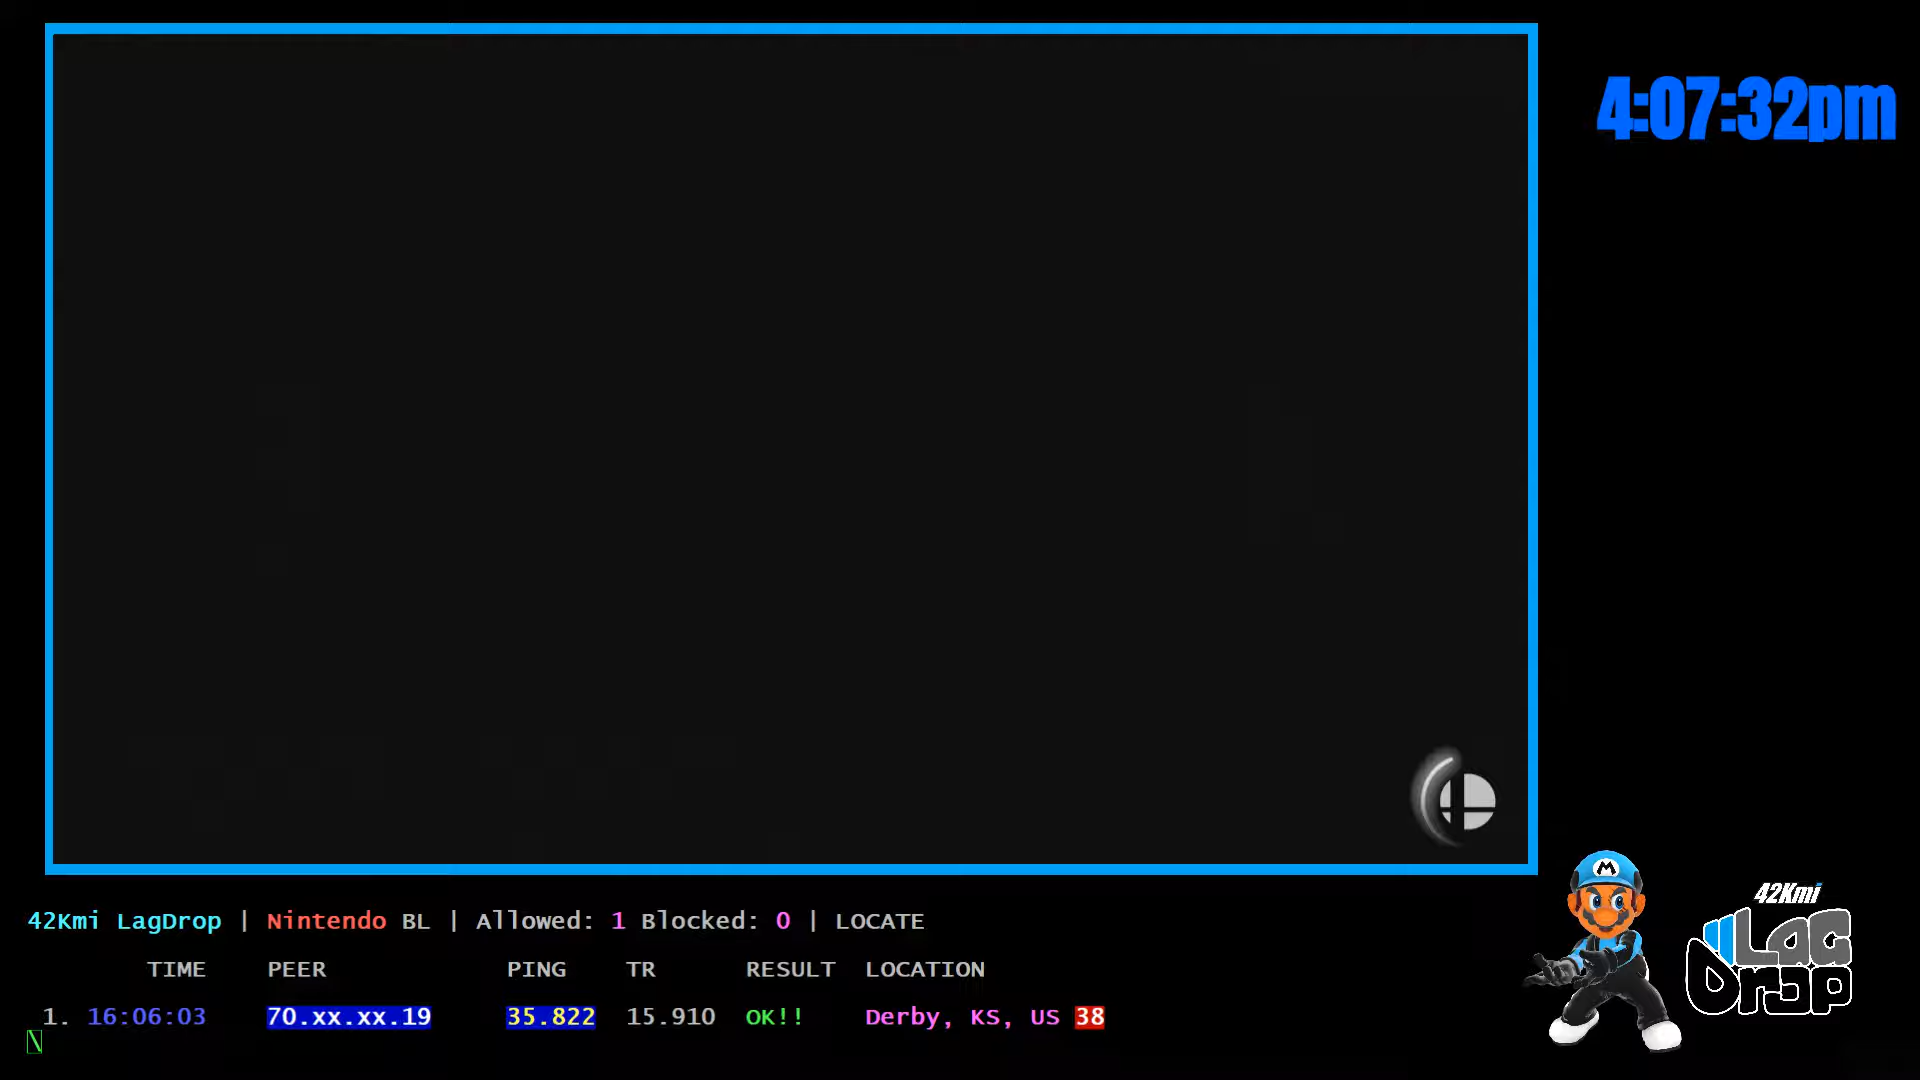 4:07:32pm
42Kmi LagDrop | Nintendo BL | Allowed: 1 Blocked: 0 | LOCATE
TIME PEER PING TR RESULT LOCATION
1. 16:06:03 70.xx.xx.19 35.822 15.910 OK!! Derby, KS, US 38
\
M
42Kmi
LagDrop